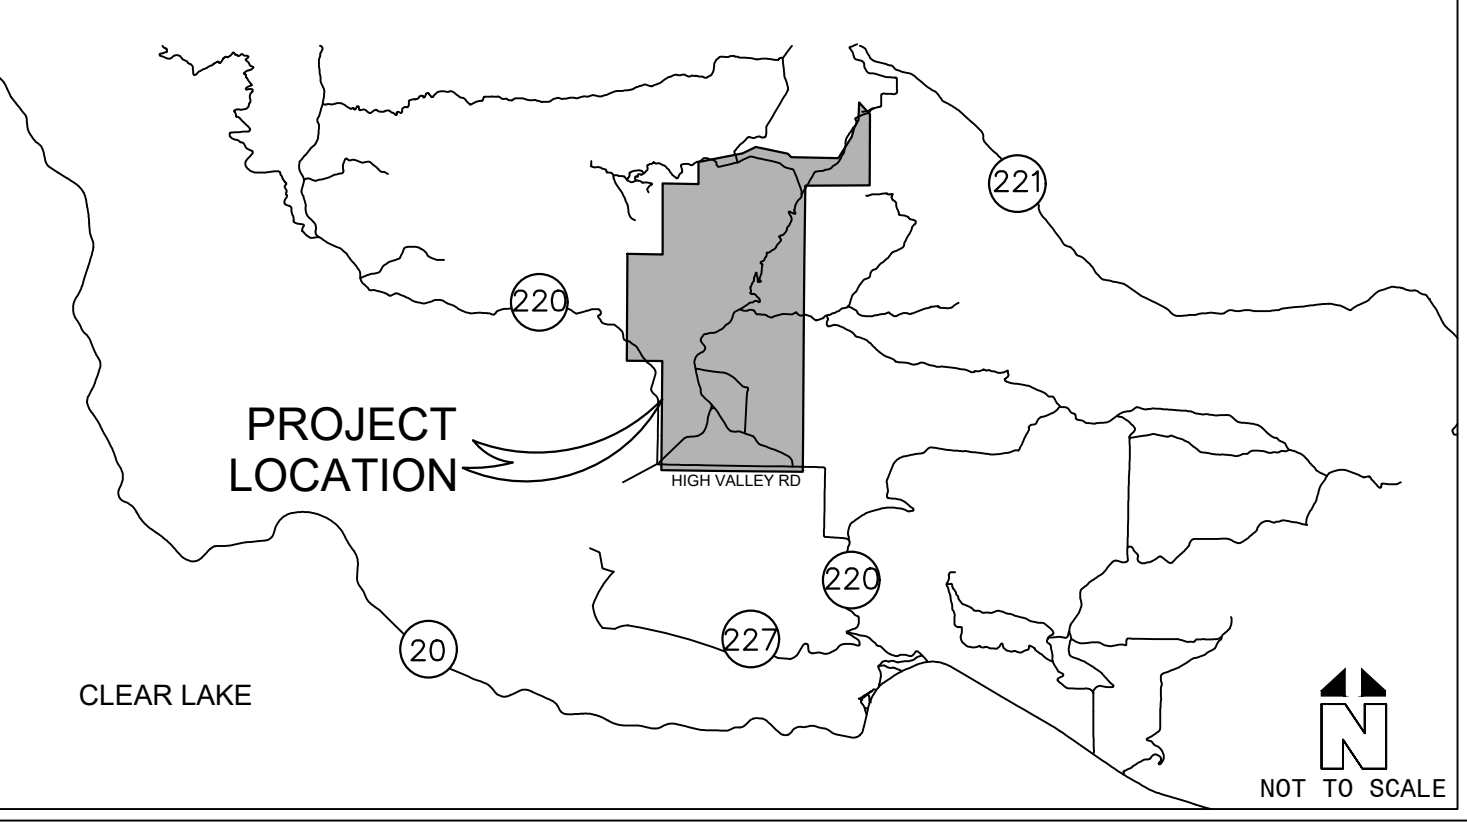 221
220
PROJECT
LOCATION
HIGH VALLEY RD
220
227
20
CLEAR LAKE
N
NOT TO SCALE